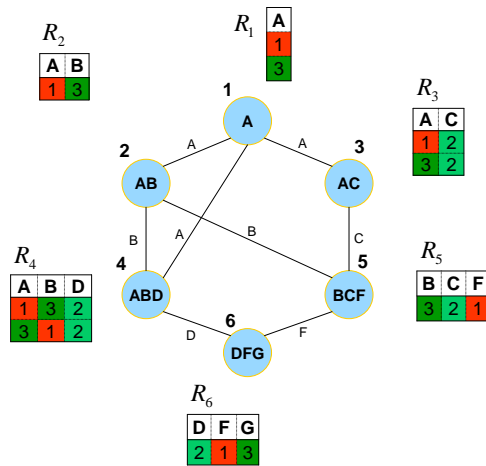 R₁
A
1
3
R₂
A B
1 3
R₃
A C
1 2
3 2
1
A
2
AB
A
A
3
AC
B
A
B
C
R₄
A B D
1 3 2
3 1 2
4
ABD
5
BCF
R₅
B C F
3 2 1
D
6
F
DFG
R₆
D F G
2 1 3